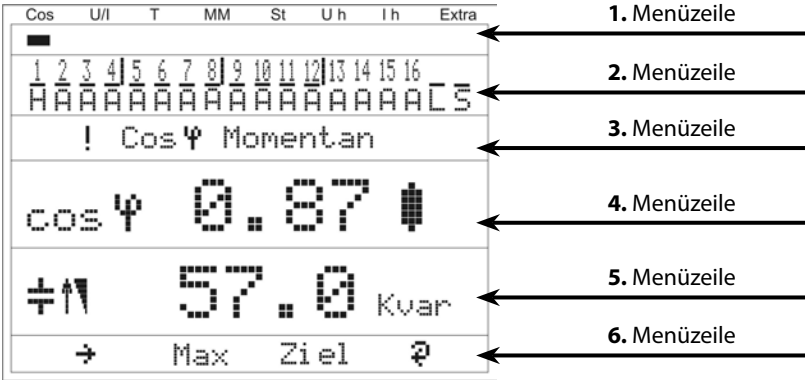 Cos U/I T MM St U h I h Extra
1. Menüzeile
1 2 3 4 5 6 7 8 9 10 11 12 13 14 15 16
A A A A A A A A A A A A A A A A L S
2. Menüzeile
! Cos φ Momentan
3. Menüzeile
cos φ 0.87
4. Menüzeile
57.0 Kvar
5. Menüzeile
→ Max Ziel
6. Menüzeile